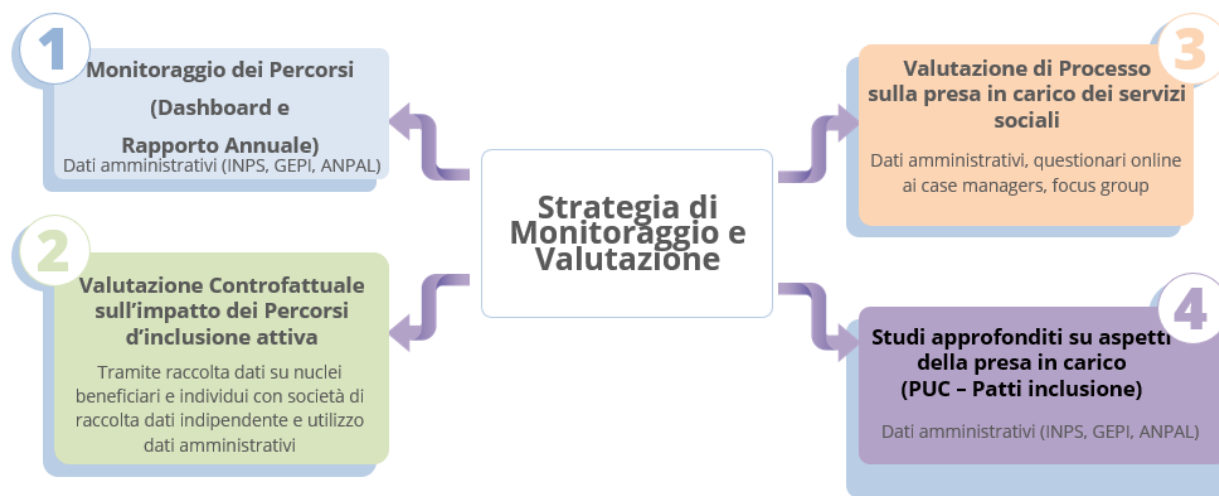 1
Monitoraggio dei Percorsi
(Dashboard e
Rapporto Annuale)
Dati amministrativi (INPS, GEPI, ANPAL)
2
Valutazione Controfattuale
sull’impatto dei Percorsi
d’inclusione attiva
Tramite raccolta dati su nuclei
beneficiari e individui con società di
raccolta dati indipendente e utilizzo
dati amministrativi
Strategia di
Monitoraggio e
Valutazione
3
Valutazione di Processo
sulla presa in carico dei servizi
sociali
Dati amministrativi, questionari online
ai case managers, focus group
4
Studi approfonditi su aspetti
della presa in carico
(PUC – Patti inclusione)
Dati amministrativi (INPS, GEPI, ANPAL)